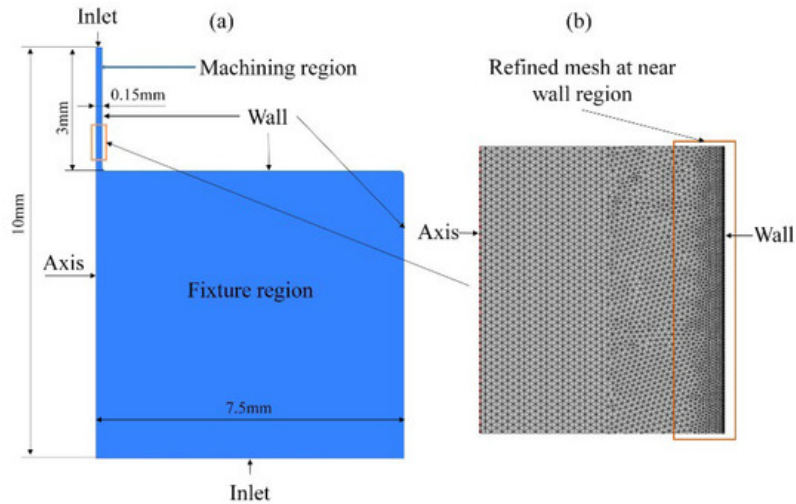 Inlet
(a)
Machining region
0.15mm
3mm
Wall
10mm
Axis
Fixture region
7.5mm
Inlet
(b)
Refined mesh at near
wall region
Axis
Wall